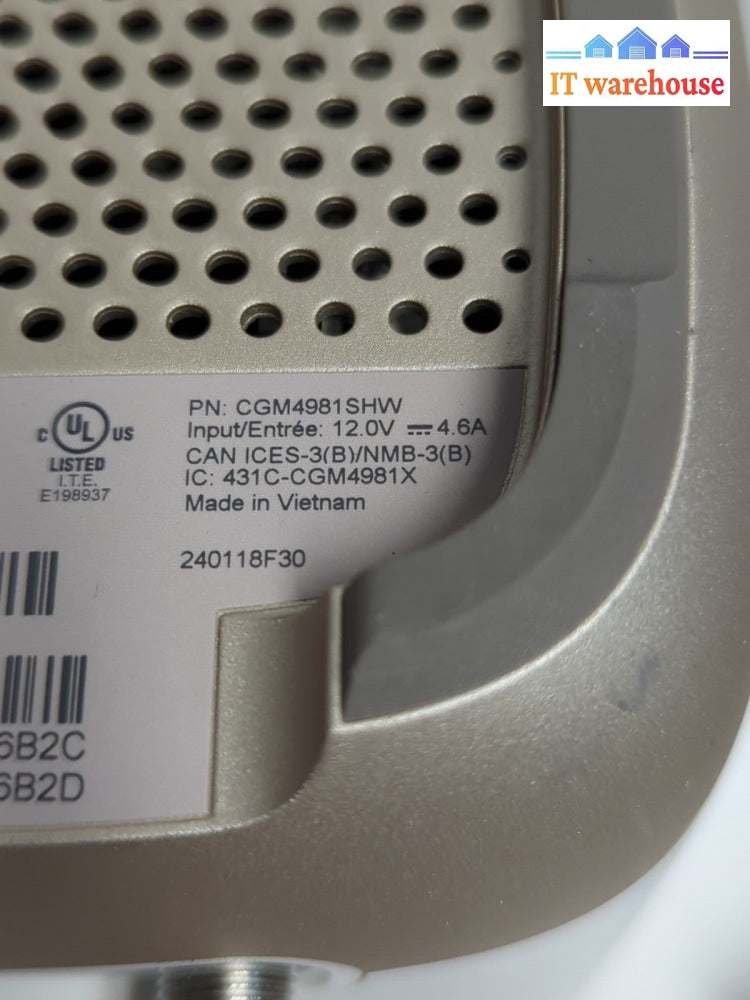 IT warehouse
PN: CGM4981SHW
Input/Entrée: 12.0V ⎓ 4.6A
CAN ICES-3(B)/NMB-3(B)
IC: 431C-CGM4981X
Made in Vietnam
C UL US
LISTED
I.T.E.
E198937
240118F30
6B2C
6B2D